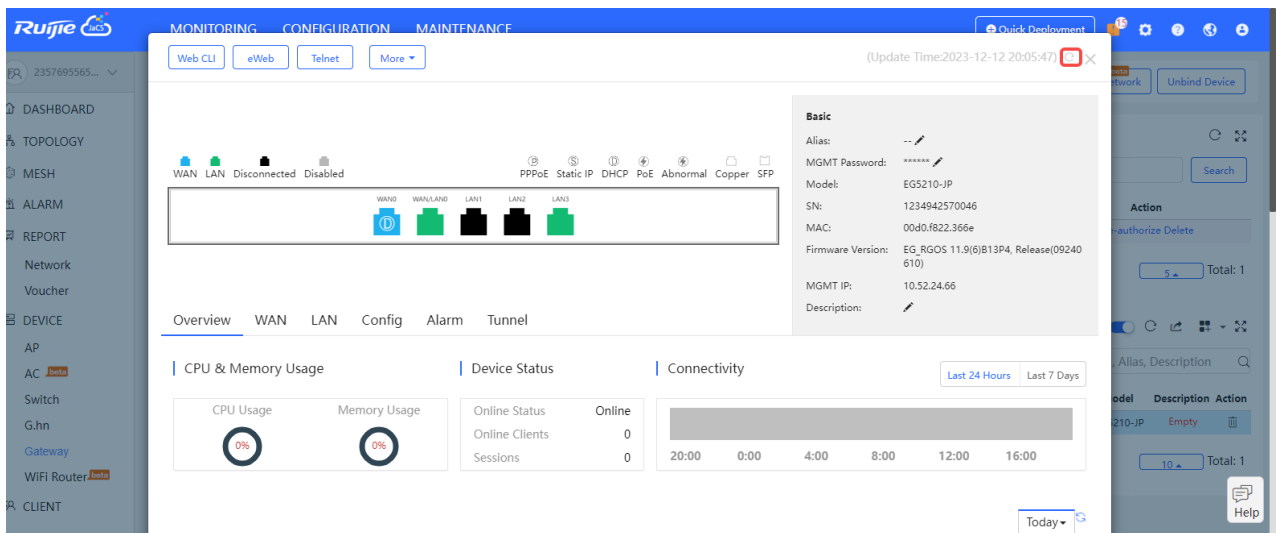 Ruijie JaCS MONITORING CONFIGURATION MAINTENANCE Quick Deployment 15
2357695565...
DASHBOARD
TOPOLOGY
MESH
ALARM
REPORT
Network
Voucher
DEVICE
AP
AC beta
Switch
G.hn
Gateway
WiFi Router beta
CLIENT
Web CLI eWeb Telnet More
(Update Time:2023-12-12 20:05:47)
WAN LAN Disconnected Disabled
PPPoE Static IP DHCP PoE Abnormal Copper SFP
WAN0 WAN/LAN0 LAN1 LAN2 LAN3
Basic
Alias: --
MGMT Password: ******
Model: EG5210-JP
SN: 1234942570046
MAC: 00d0.f822.366e
Firmware Version: EG_RGOS 11.9(6)B13P4, Release(09240
610)
MGMT IP: 10.52.24.66
Description:
Overview WAN LAN Config Alarm Tunnel
CPU & Memory Usage
CPU Usage Memory Usage
0% 0%
Device Status
Online Status Online
Online Clients 0
Sessions 0
Connectivity
Last 24 Hours Last 7 Days
20:00 0:00 4:00 8:00 12:00 16:00
Today
beta
etwork Unbind Device
Search
Action
-authorize Delete
5 Total: 1
, Alias, Description
odel Description Action
5210-JP Empty
10 Total: 1
Help